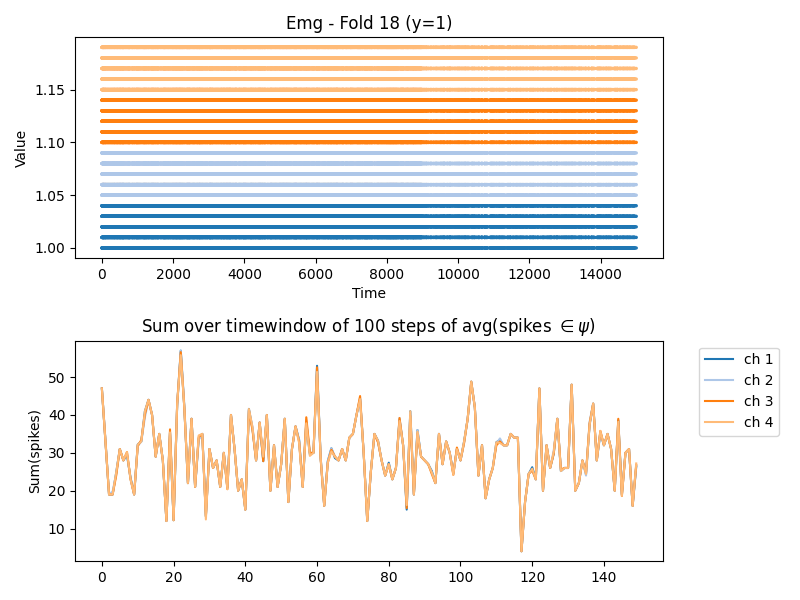 Emg - Fold 18 (y=1)
1.15
1.10
1.05
1.00
Value
0 2000 4000 6000 8000 10000 12000 14000
Time
Sum over timewindow of 100 steps of avg(spikes ∈ ψ)
50
40
30
20
10
Sum(spikes)
0 20 40 60 80 100 120 140
ch 1
ch 2
ch 3
ch 4